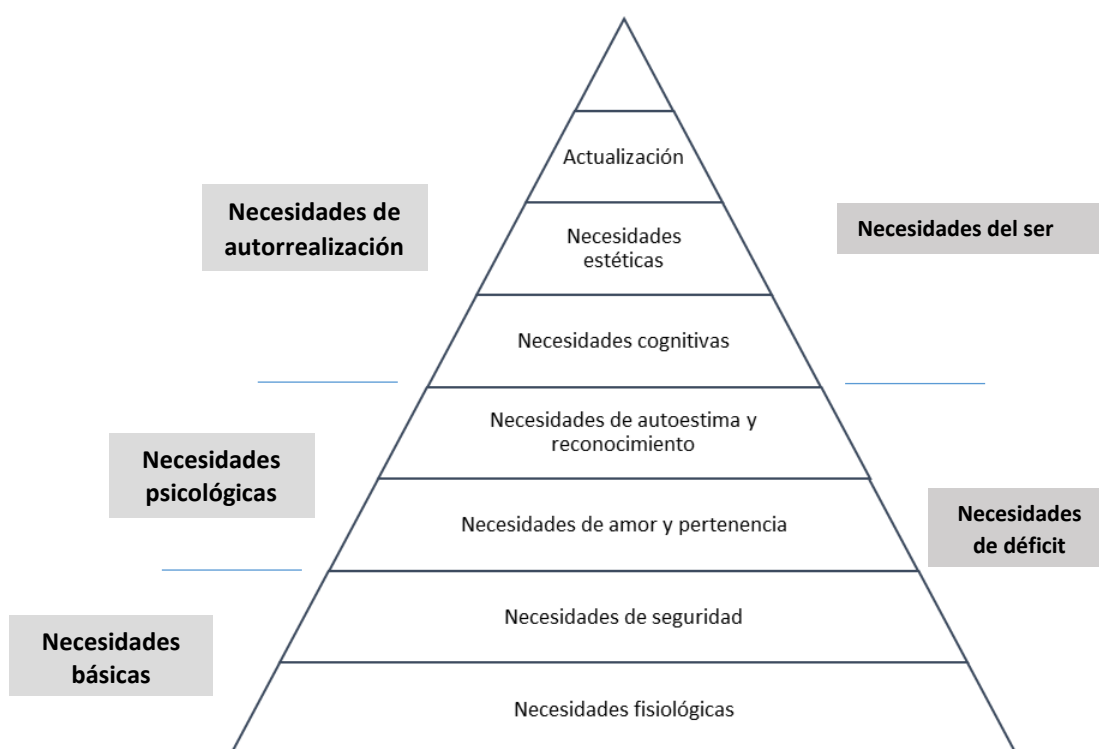 Actualización
Necesidades de
autorrealización
Necesidades
estéticas
Necesidades del ser
Necesidades cognitivas
Necesidades de autoestima y
reconocimiento
Necesidades
psicológicas
Necesidades de amor y pertenencia
Necesidades
de déficit
Necesidades de seguridad
Necesidades
básicas
Necesidades fisiológicas